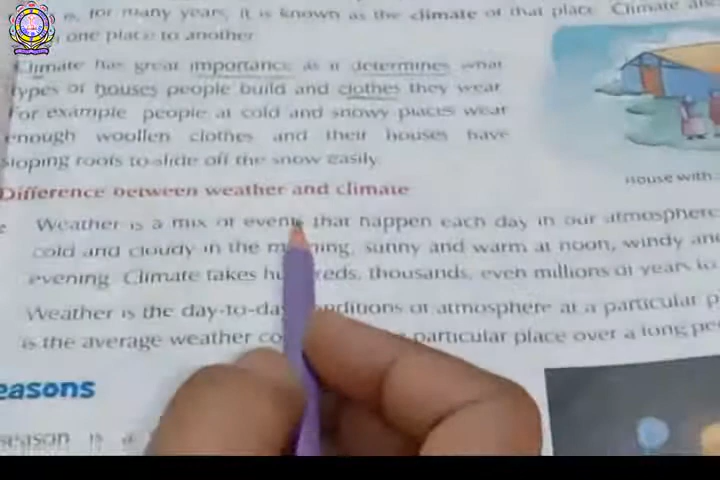 for many years, it is known as the climate of that place. Climate also
one place to another
Climate has great importance as it determines what
types of houses people build and clothes they wear.
For example people at cold and snowy places wear
enough woollen clothes and their houses have
sloping roofs to slide off the snow easily
House with
Difference between weather and climate
Weather is a mix of events that happen each day in our atmosphere
cold and cloudy in the morning, sunny and warm at noon, windy and
evening. Climate takes hundreds, thousands, even millions of years to
Weather is the day-to-day conditions of atmosphere at a particular
is the average weather particular place over a long
easons
season is a